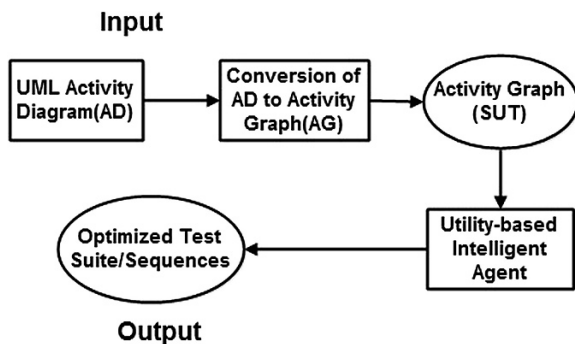 Input
UML Activity
Diagram(AD)
Conversion of
AD to Activity
Graph(AG)
Activity Graph
(SUT)
Utility-based
Intelligent
Agent
Optimized Test
Suite/Sequences
Output